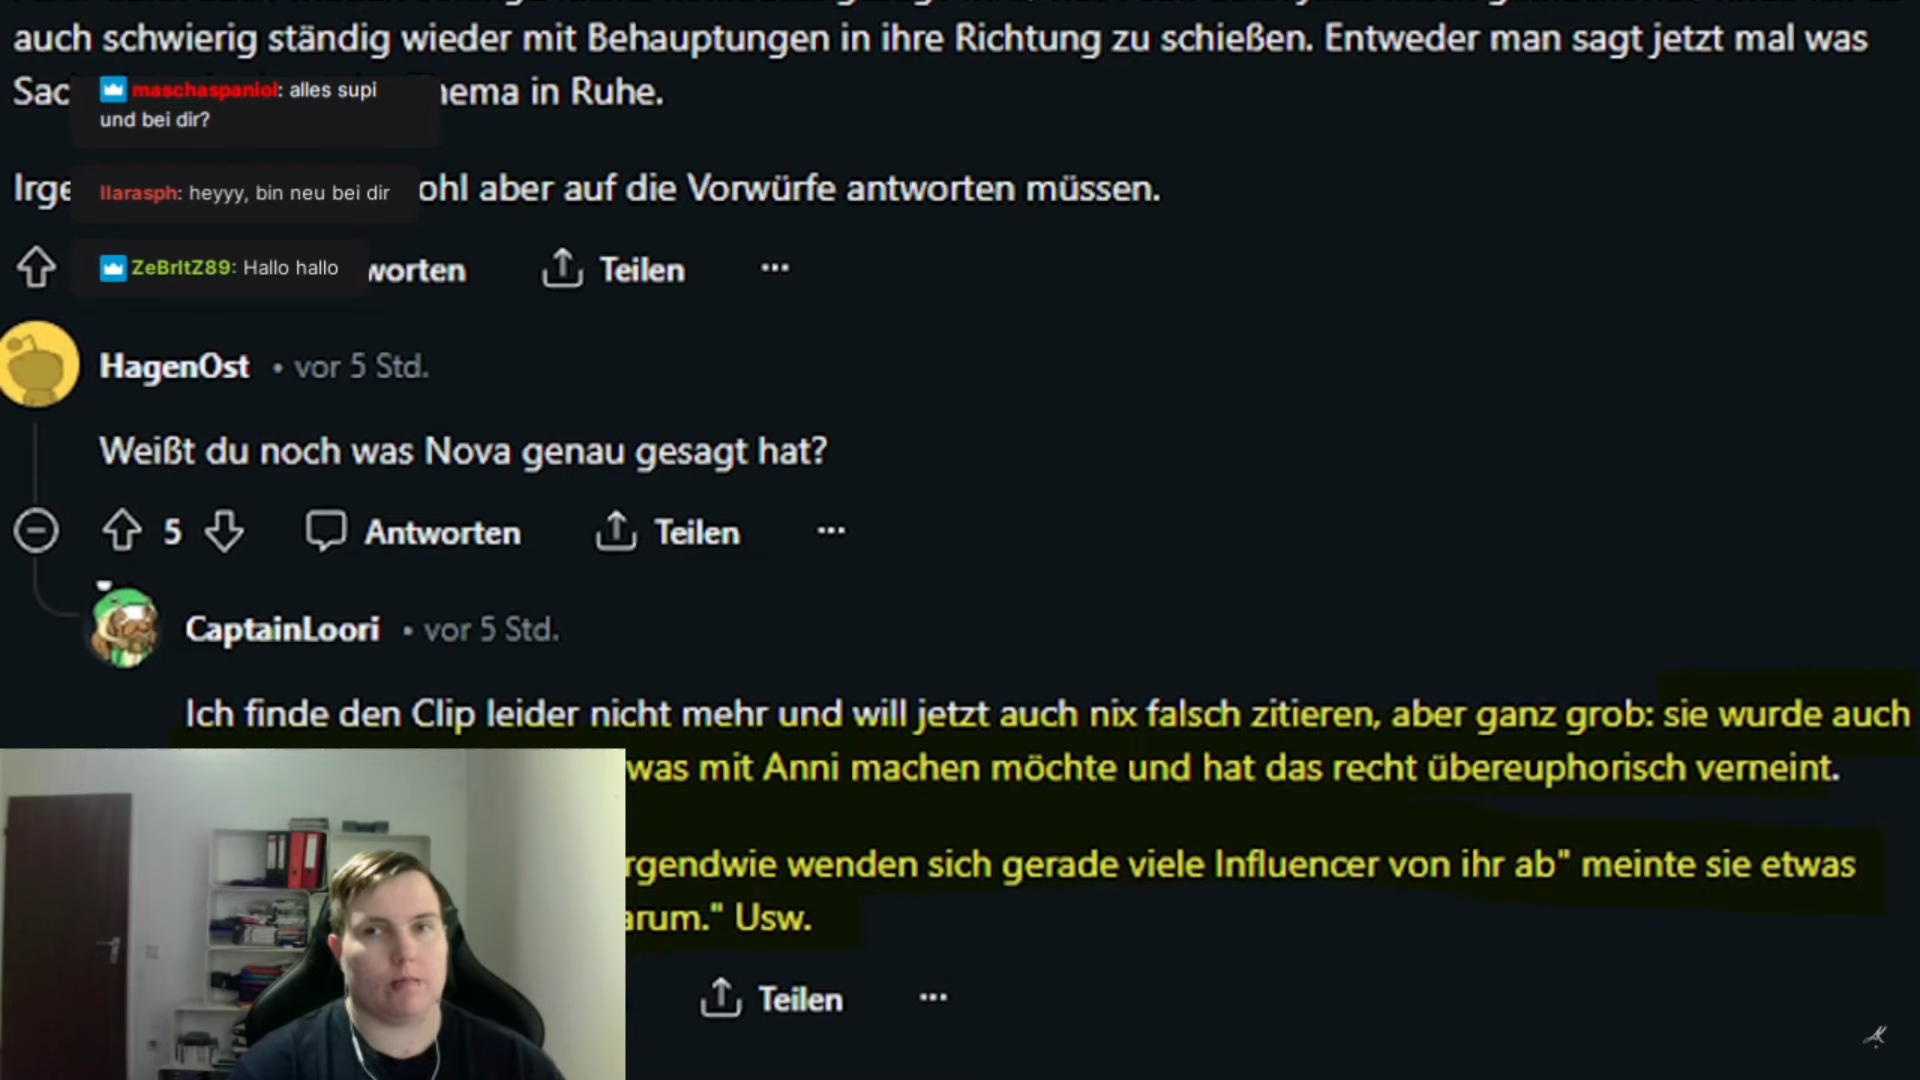 auch schwierig ständig wieder mit Behauptungen in ihre Richtung zu schießen. Entweder man sagt jetzt mal was
Sac hema in Ruhe.
maschaspaniol: alles supi
und bei dir?
Irge ohl aber auf die Vorwürfe antworten müssen.
llarasph: heyyy, bin neu bei dir
ZeBrItZ89: Hallo hallo
worten Teilen ...
HagenOst • vor 5 Std.
Weißt du noch was Nova genau gesagt hat?
5 Antworten Teilen ...
CaptainLoori • vor 5 Std.
Ich finde den Clip leider nicht mehr und will jetzt auch nix falsch zitieren, aber ganz grob: sie wurde auch
was mit Anni machen möchte und hat das recht übereuphorisch verneint.
rgendwie wenden sich gerade viele Influencer von ihr ab" meinte sie etwas
arum." Usw.
Teilen ...